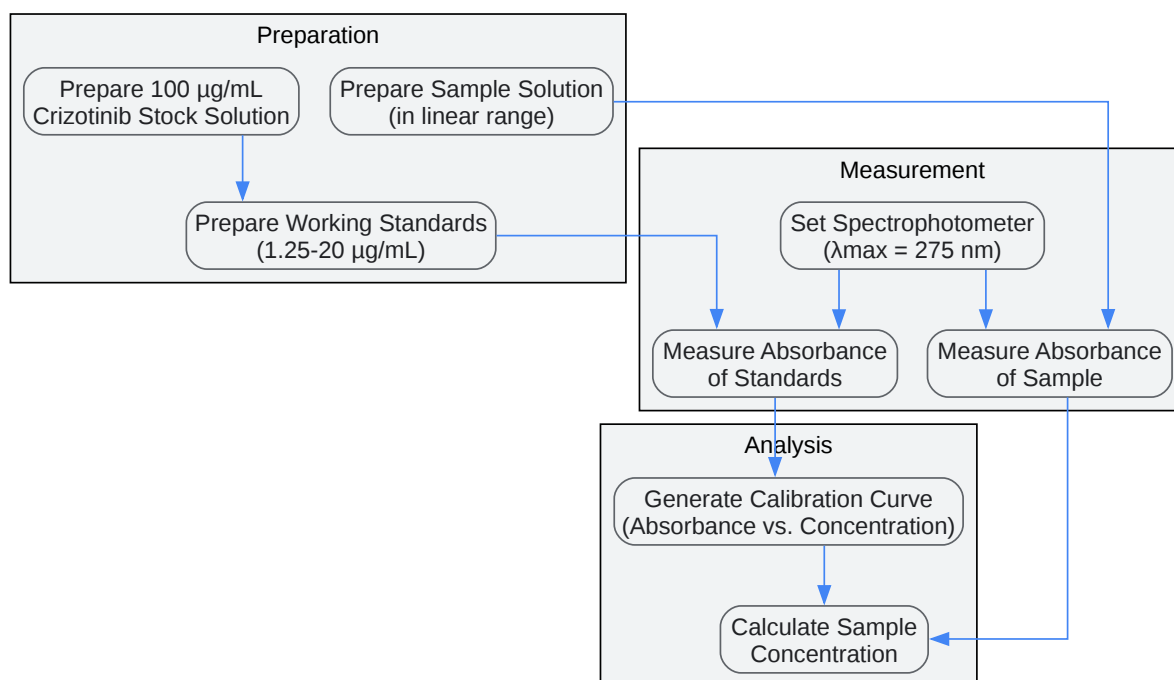 Preparation
Prepare 100 µg/mL
Crizotinib Stock Solution
Prepare Sample Solution
(in linear range)
Prepare Working Standards
(1.25-20 µg/mL)
Measurement
Set Spectrophotometer
(λmax = 275 nm)
Measure Absorbance
of Standards
Measure Absorbance
of Sample
Analysis
Generate Calibration Curve
(Absorbance vs. Concentration)
Calculate Sample
Concentration